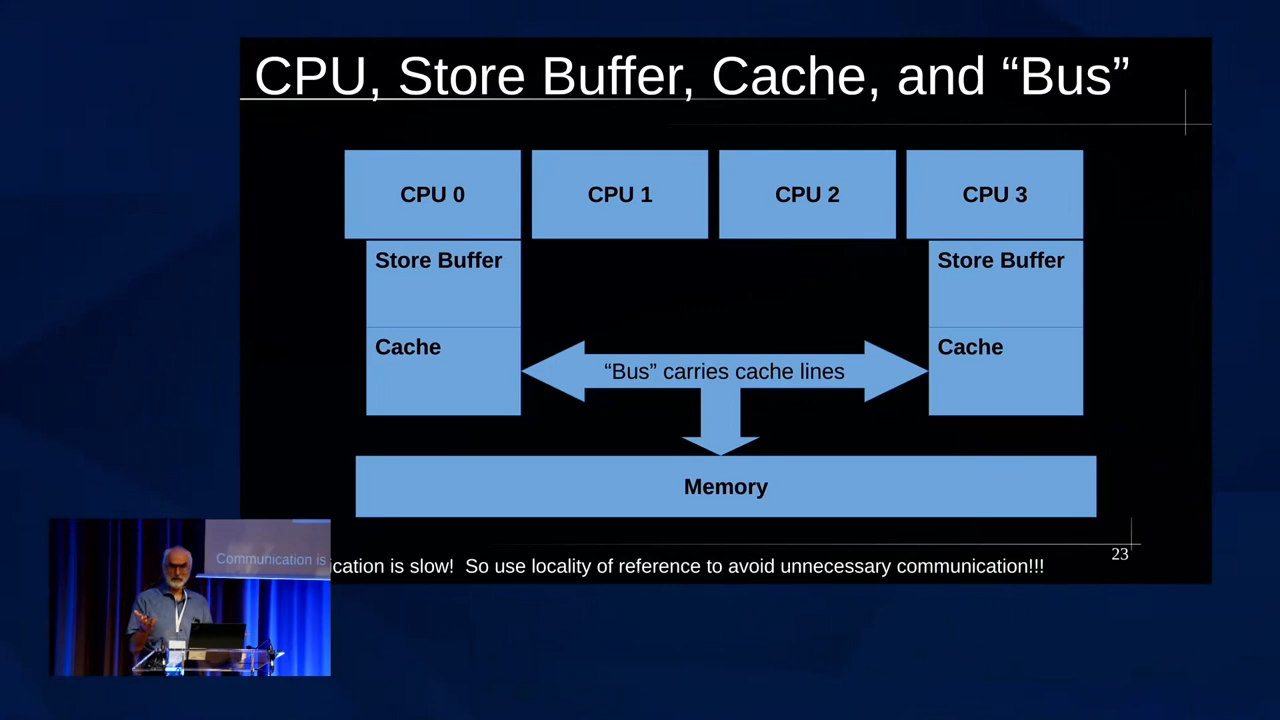 CPU, Store Buffer, Cache, and “Bus”
CPU 0
CPU 1
CPU 2
CPU 3
Store Buffer
Store Buffer
Cache
“Bus” carries cache lines
Cache
Memory
23
Communication is
ication is slow! So use locality of reference to avoid unnecessary communication!!!